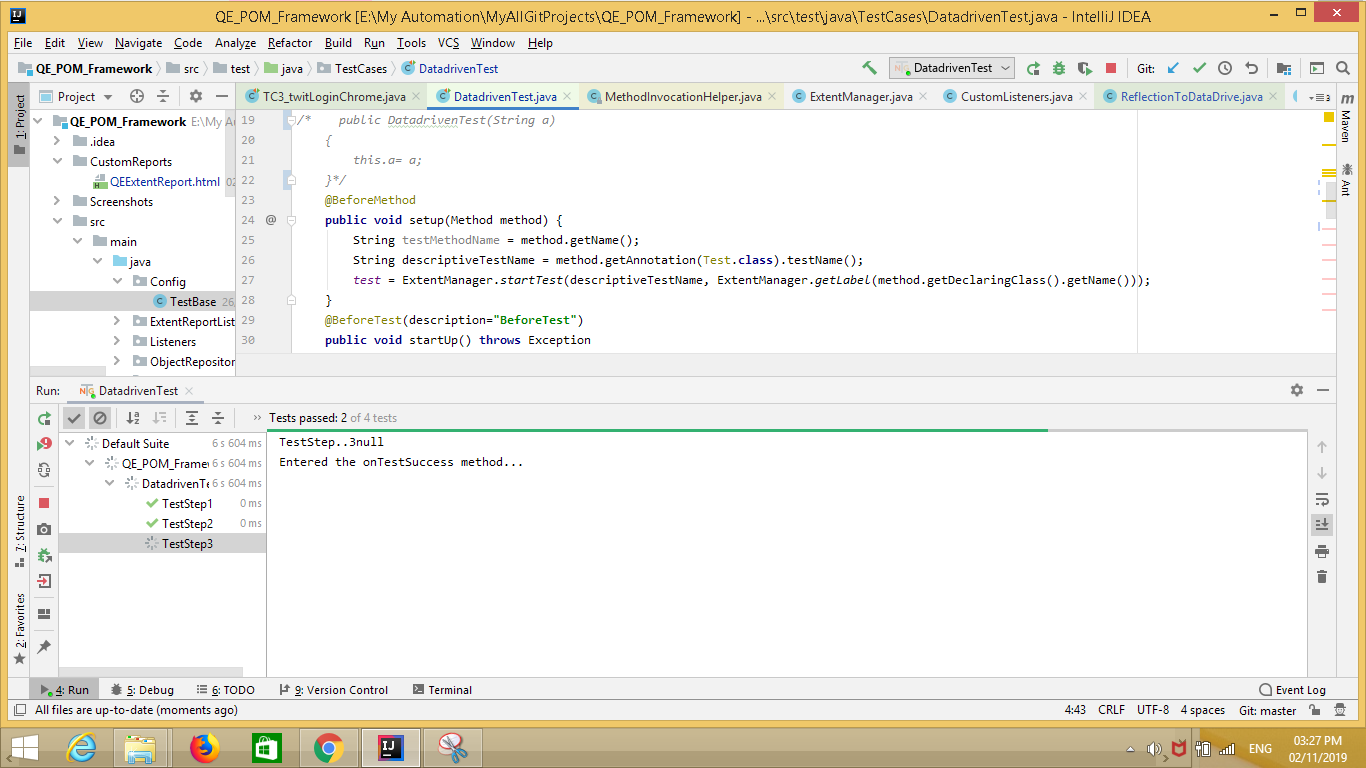 QE_POM_Framework [E:\My Automation\MyAllGitProjects\QE_POM_Framework] - ...\src\test\java\TestCases\DatadrivenTest.java - IntelliJ IDEA
File Edit View Navigate Code Analyze Refactor Build Run Tools VCS Window Help
QE_POM_Framework src test java TestCases DatadrivenTest DatadrivenTest Git:
1: Project
Project
TC3_twitLoginChrome.java DatadrivenTest.java MethodInvocationHelper.java ExtentManager.java CustomListeners.java ReflectionToDataDrive.java 3
QE_POM_Framework E:\My A
.idea
CustomReports
QEExtentReport.html 02
Screenshots
src
main
java
Config
TestBase 26
ExtentReportList
Listeners
ObjectRepositor
19 /* public DatadrivenTest(String a)
20 {
21 this.a= a;
22 }*/
23 @BeforeMethod
24 @ public void setup(Method method) {
25 String testMethodName = method.getName();
26 String descriptiveTestName = method.getAnnotation(Test.class).testName();
27 test = ExtentManager.startTest(descriptiveTestName, ExtentManager.getLabel(method.getDeclaringClass().getName()));
28 }
29 @BeforeTest(description="BeforeTest")
30 public void startUp() throws Exception
Maven
Ant
Run: DatadrivenTest
Tests passed: 2 of 4 tests
Default Suite 6 s 604 ms
QE_POM_Framew 6 s 604 ms
DatadrivenTe 6 s 604 ms
TestStep1 0 ms
TestStep2 0 ms
TestStep3
TestStep..3null
Entered the onTestSuccess method...
7: Structure
2: Favorites
4: Run 5: Debug 6: TODO 9: Version Control Terminal Event Log
All files are up-to-date (moments ago) 4:43 CRLF UTF-8 4 spaces Git: master
ENG
03:27 PM
02/11/2019